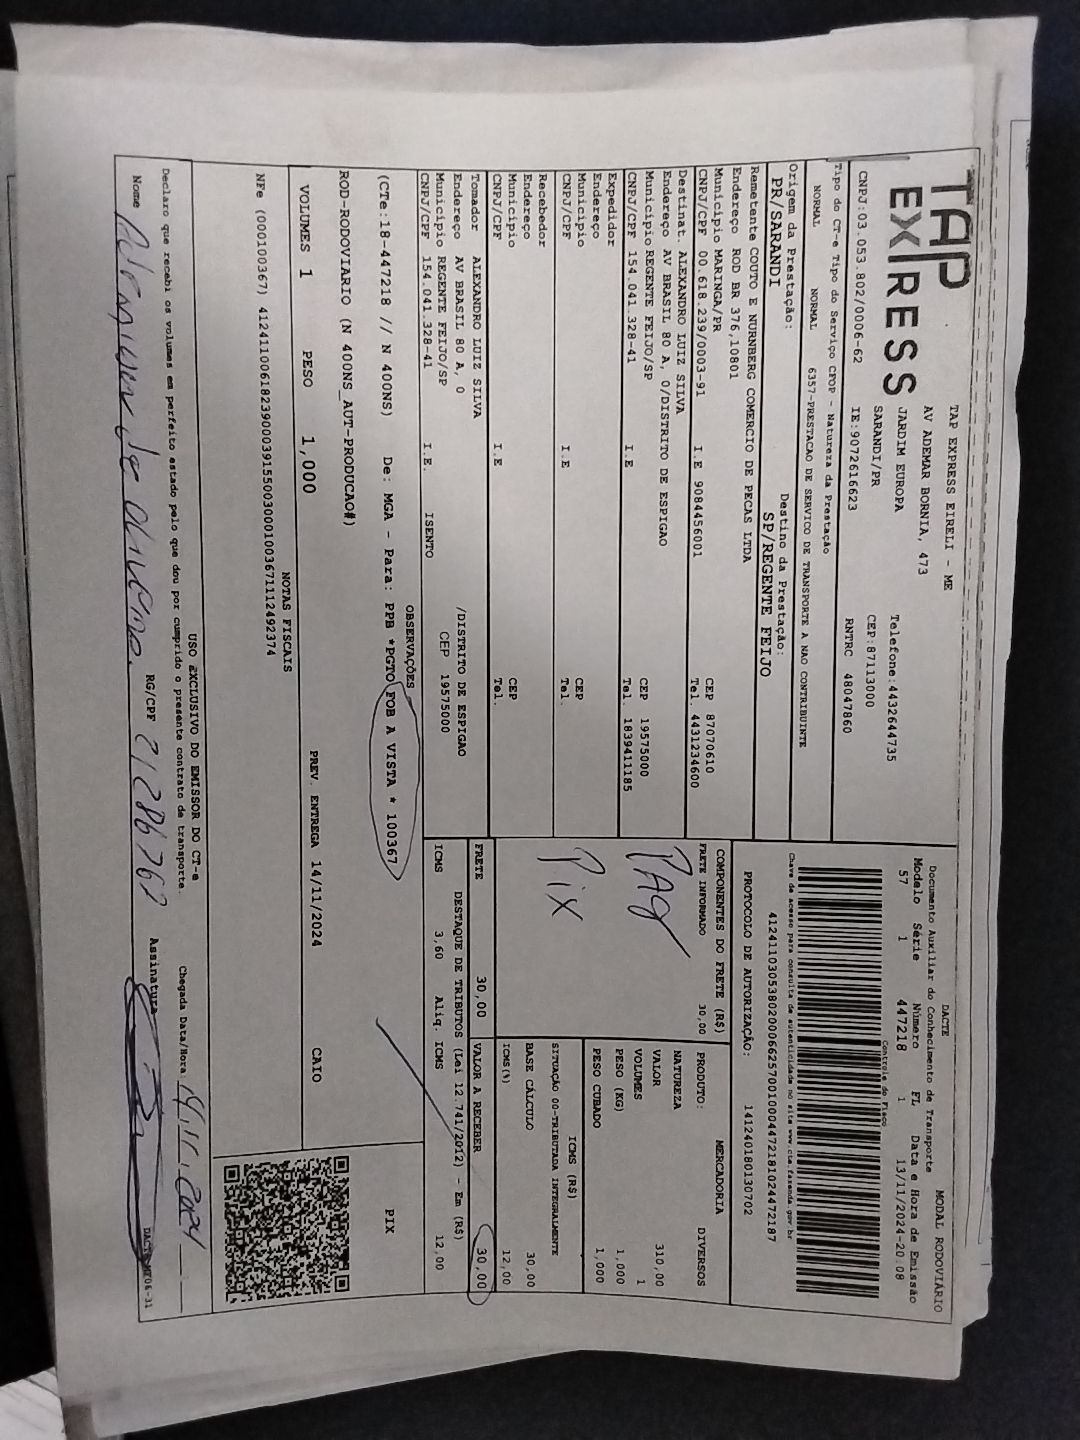 TAP EXPRESS
TAP EXPRESS EIRELI - ME
AV ADEMAR BORNIA, 473
JARDIM EUROPA
SARANDI/PR
Telefone:4432644735
CEP:87113000
CNPJ:03.053.802/0006-62 IE:9072616623 RNTRC 48047860
DACTE MODAL RODOVIÁRIO
Documento Auxiliar do Conhecimento de Transporte
Modelo Série Número FL Data e Hora de Emissão
57 1 447218 1 13/11/2024-20:08
Controle do Fisco
Chave de acesso para consulta de autenticidade no site www.cte.fazenda.gov.br
41241103053802000662570010004472181024472187
PROTOCOLO DE AUTORIZAÇÃO: 141240180130702
Tipo do CT-e Tipo do Serviço CFOP - Natureza da Prestação
NORMAL NORMAL 6357-PRESTACAO DE SERVICO DE TRANSPORTE A NAO CONTRIBUINTE
Origem da Prestação: Destino da Prestação:
PR/SARANDI SP/REGENTE FEIJO
Remetente COUTO E NURNBERG COMERCIO DE PECAS LTDA
Endereço ROD BR 376,10801
Município MARINGA/PR CEP 87070610
CNPJ/CPF 00.618.239/0003-91 I.E 9084456001 Tel. 4431234600
Destinat. ALEXANDRO LUIZ SILVA
Endereço AV BRASIL 80 A, 0/DISTRITO DE ESPIGAO
Município REGENTE FEIJO/SP CEP 19575000
CNPJ/CPF 154.041.328-41 I.E Tel. 1839411185
Expedidor
Endereço
Município CEP
CNPJ/CPF I.E Tel.
Recebedor
Endereço
Município CEP
CNPJ/CPF I.E Tel.
Tomador ALEXANDRO LUIZ SILVA
Endereço AV BRASIL 80 A, 0 /DISTRITO DE ESPIGAO
Município REGENTE FEIJO/SP CEP 19575000
CNPJ/CPF 154.041.328-41 I.E. ISENTO
COMPONENTES DO FRETE (R$)
FRETE INFORMADO 30,00
PAg
Pix
MERCADORIA
PRODUTO: DIVERSOS
NATUREZA
VALOR 310,00
VOLUMES 1
PESO (KG) 1,000
PESO CUBADO 1,000
ICMS (R$)
SITUAÇÃO 00-TRIBUTADA INTEGRALMENTE
BASE CÁLCULO 30,00
ICMS(%) 12,00
FRETE 30,00 VALOR A RECEBER 30,00
DESTAQUE DE TRIBUTOS (Lei 12.741/2012) - Em (R$)
ICMS 3,60 Aliq. ICMS 12,00
OBSERVAÇÕES
(CTe:18-447218 // N 400NS) De: MGA - Para: PPB *PGTO FOB A VISTA * 100367
PIX
ROD-RODOVIARIO (N 400NS_AUT-PRODUCAO#)
VOLUMES 1 PESO 1,000 PREV. ENTREGA 14/11/2024 CAIO
NOTAS FISCAIS
NFe (000100367) 41241100618239000391550030001003671112492374
USO EXCLUSIVO DO EMISSOR DO CT-e
Declaro que recebi os volumes em perfeito estado pelo que dou por cumprido o presente contrato de transporte.
Chegada Data/Hora 14.11.2024
Nome RG/CPF Assinatura